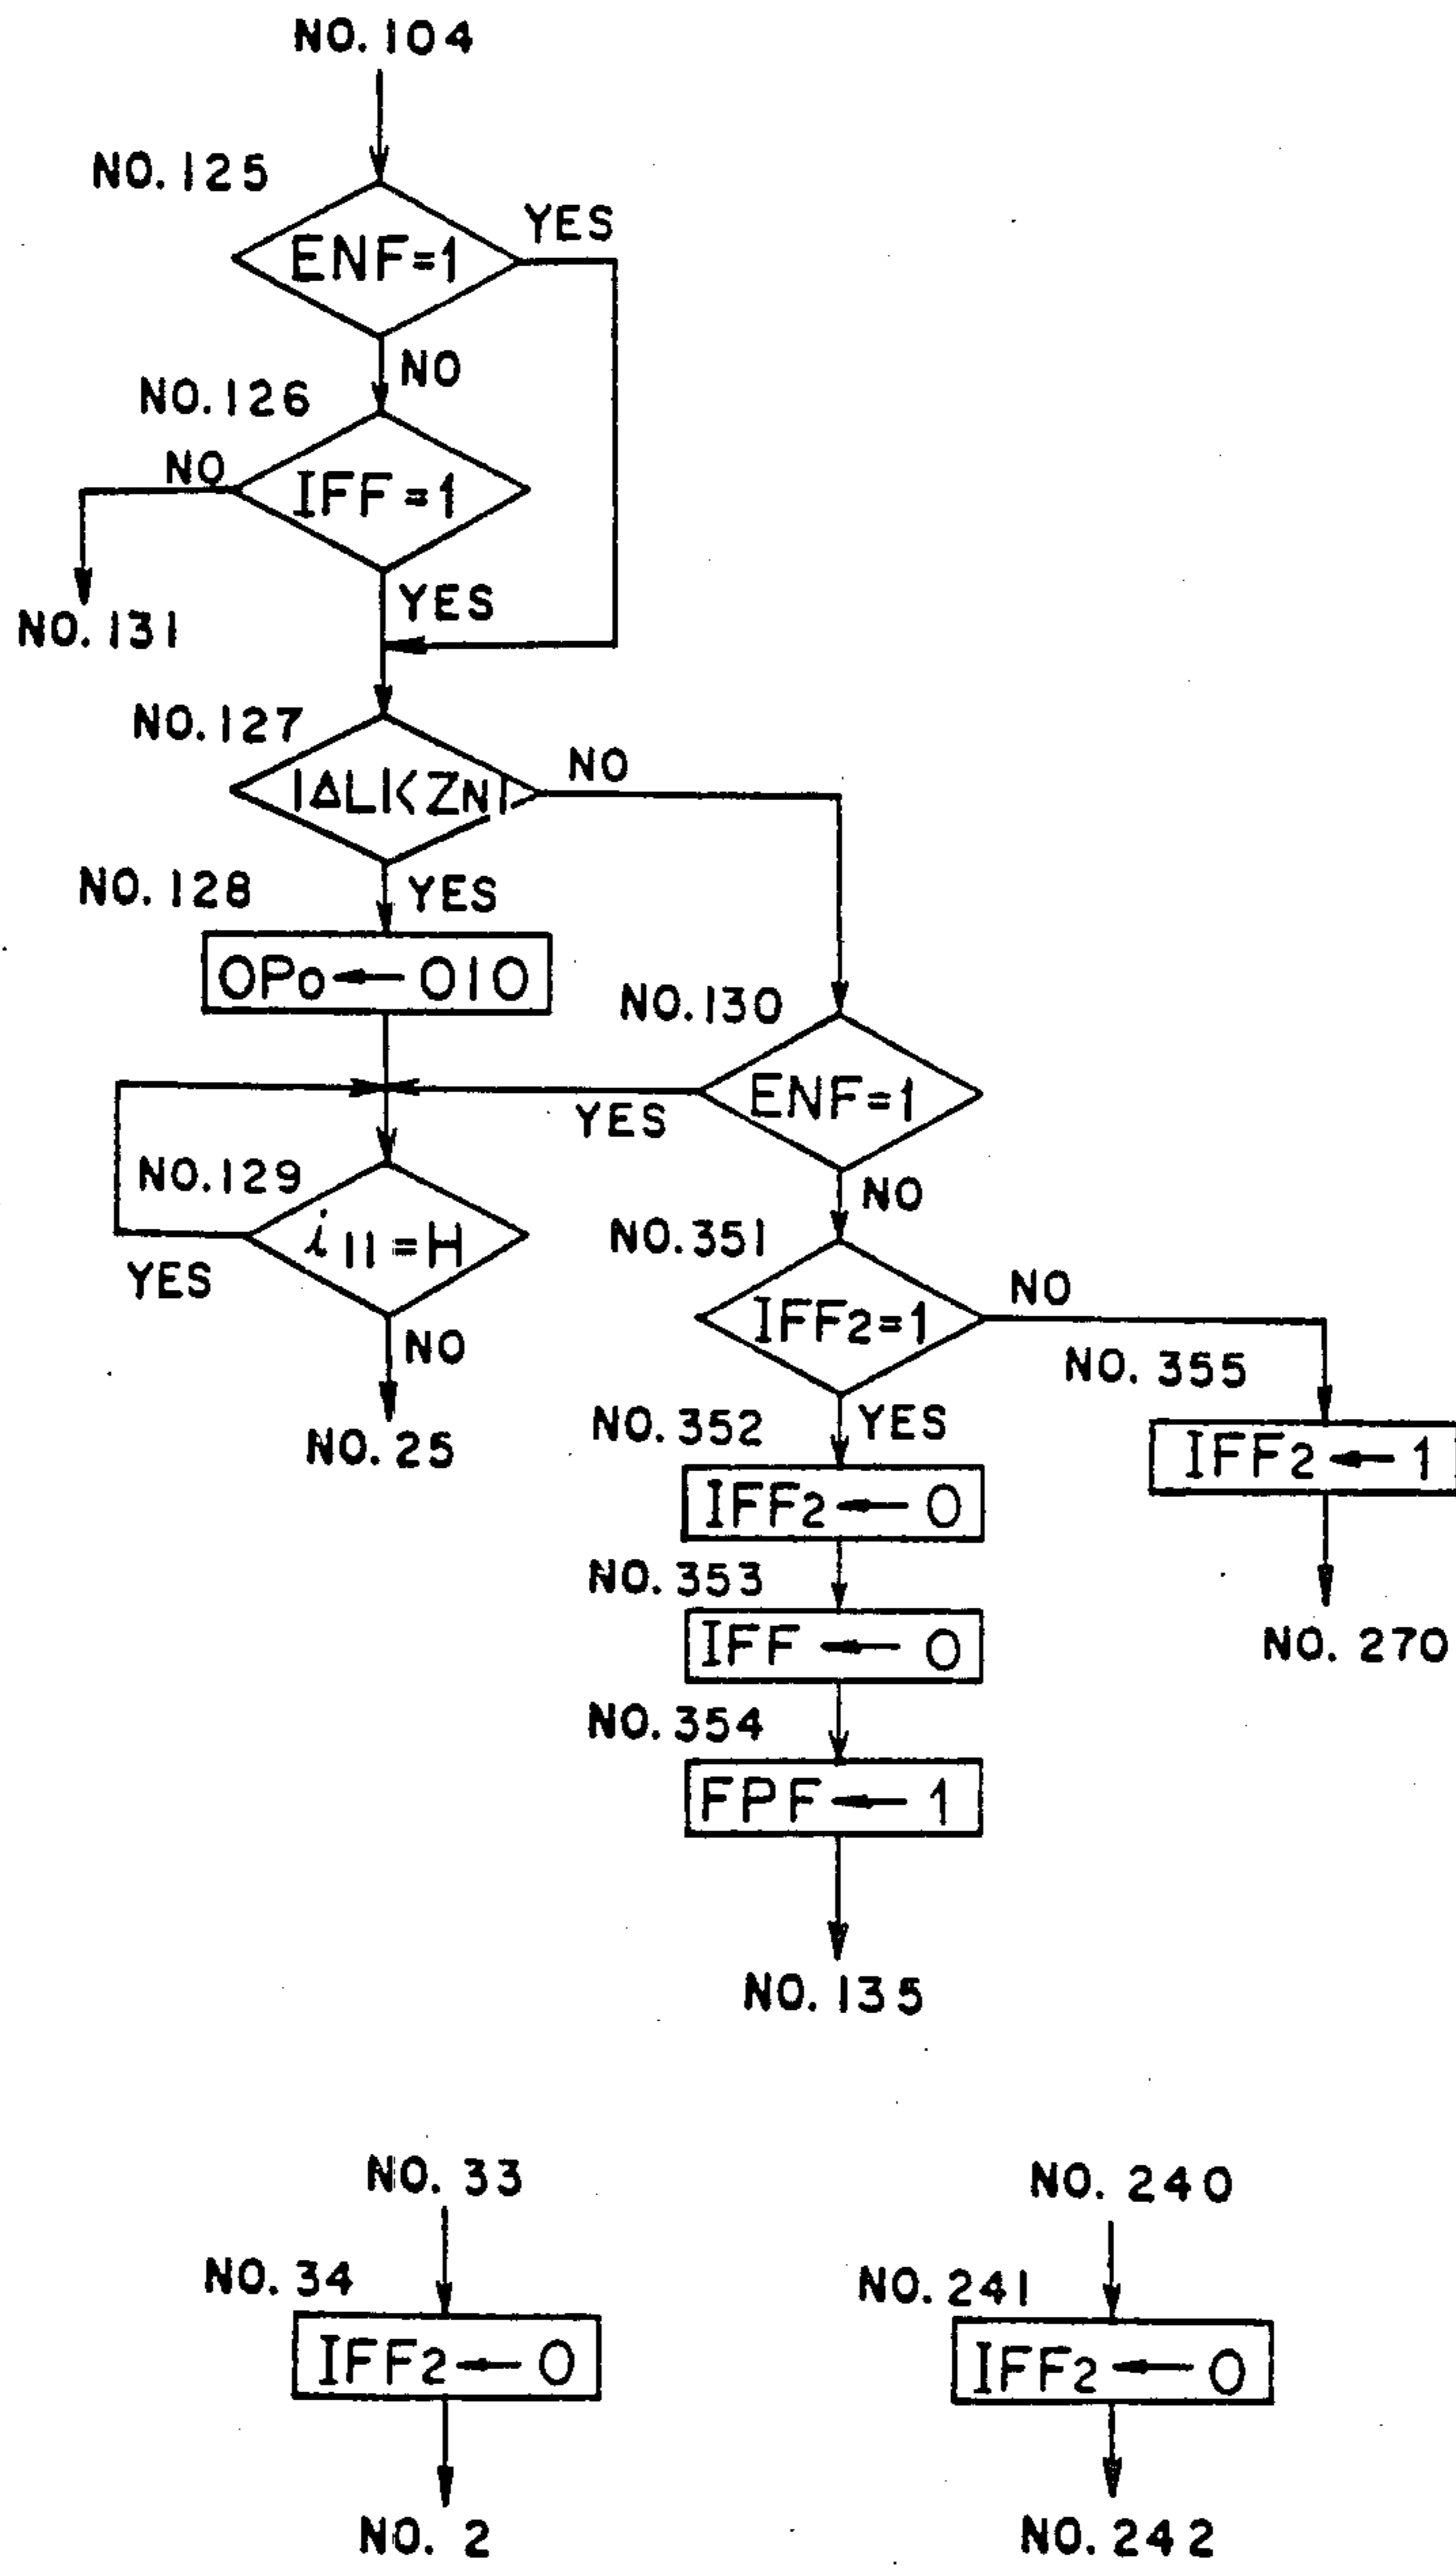 NO. 104
NO. 125
ENF=1
YES
NO
NO. 126
NO
IFF=1
YES
NO. 131
NO. 127
|ΔL|<ZN1
NO
NO. 128
YES
OPo ← 010
NO. 130
ENF=1
YES
NO. 129
i11=H
YES
NO
NO. 25
NO
NO. 351
IFF2=1
NO
NO. 355
IFF2 ← 1
NO. 270
NO. 352
YES
IFF2 ← 0
NO. 353
IFF ← 0
NO. 354
FPF ← 1
NO. 135
NO. 33
NO. 34
IFF2 ← 0
NO. 2
NO. 240
NO. 241
IFF2 ← 0
NO. 242